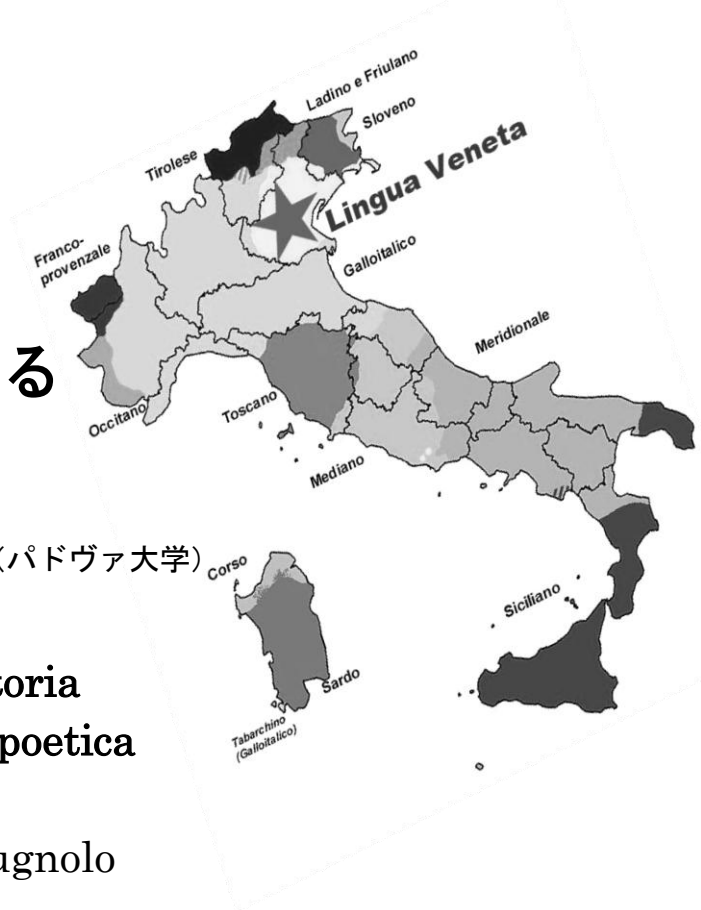 Ladino e Friulano
Sloveno
Tirolese
Lingua Veneta
Franco-
provenzale
Galloitalico
Meridionale
る
Occitano
Toscano
Mediano
(パドヴァ大学)
Corso
Siciliano
toria
Sardo
poetica
Tabarchino
(Galloitalico)
ugnolo